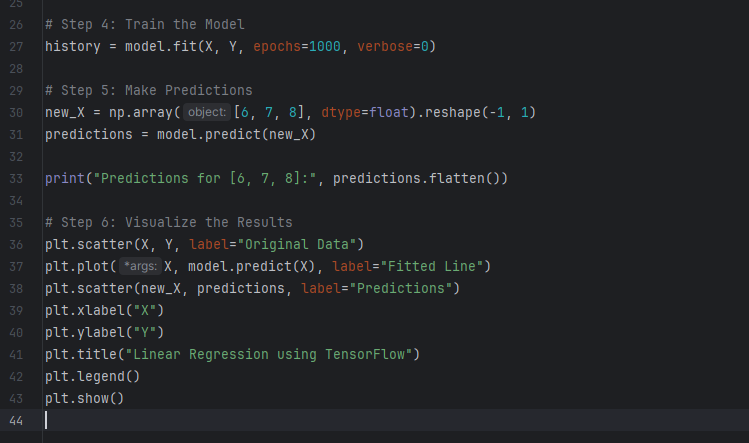 25
26 # Step 4: Train the Model
27 history = model.fit(X, Y, epochs=1000, verbose=0)
28
29 # Step 5: Make Predictions
30 new_X = np.array( object: [6, 7, 8], dtype=float).reshape(-1, 1)
31 predictions = model.predict(new_X)
32
33 print("Predictions for [6, 7, 8]:", predictions.flatten())
34
35 # Step 6: Visualize the Results
36 plt.scatter(X, Y, label="Original Data")
37 plt.plot( *args: X, model.predict(X), label="Fitted Line")
38 plt.scatter(new_X, predictions, label="Predictions")
39 plt.xlabel("X")
40 plt.ylabel("Y")
41 plt.title("Linear Regression using TensorFlow")
42 plt.legend()
43 plt.show()
44